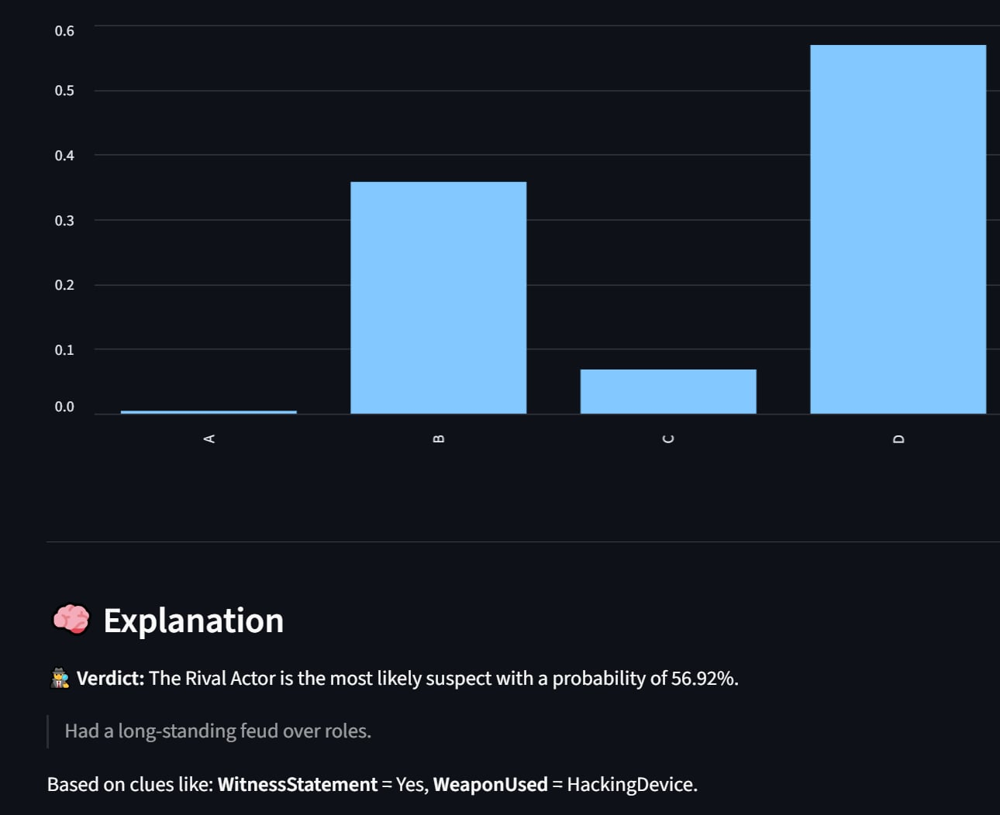 0.6
0.5
0.4
0.3
0.2
0.1
0.0
A
B
C
D
Explanation
Verdict: The Rival Actor is the most likely suspect with a probability of 56.92%.
Had a long-standing feud over roles.
Based on clues like: WitnessStatement = Yes, WeaponUsed = HackingDevice.